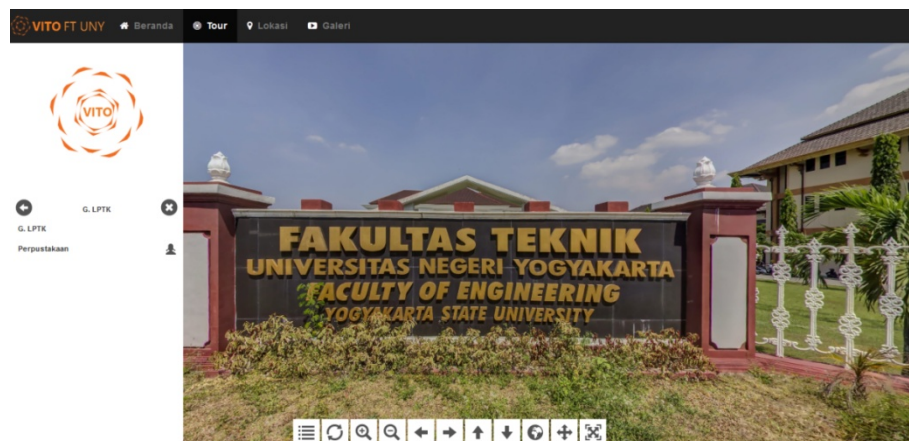 VITO FT UNY
Beranda
Tour
Lokasi
Galeri
VITO
G. LPTK
G. LPTK
Perpustakaan
FAKULTAS TEKNIK
UNIVERSITAS NEGERI YOGYAKARTA
FACULTY OF ENGINEERING
YOGYAKARTA STATE UNIVERSITY